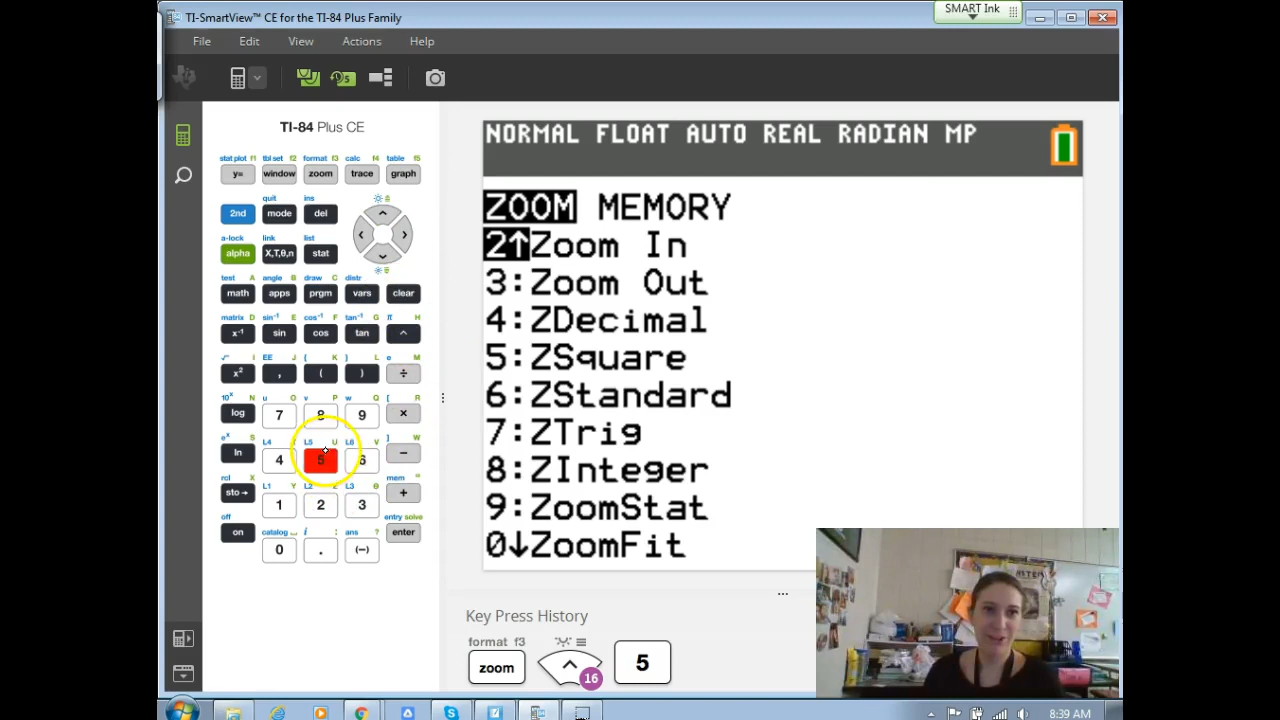 TI-SmartView™ CE for the TI-84 Plus Family
SMART Ink
File Edit View Actions Help
TI-84 Plus CE
stat plot f1 tbl set f2 format f3 calc f4 table f5
y= window zoom trace graph
quit ins
2nd mode del
a-lock link list
alpha X,T,θ,n stat
test A angle B draw C distr
math apps prgm vars clear
matrix D sin⁻¹ E cos⁻¹ F tan⁻¹ G π H
x⁻¹ sin cos tan ^
√ I EE J { K } L e M
x² , ( ) ÷
10ˣ N u O v P w Q [ R
log 7 8 9 ×
eˣ S L4 L5 U L6 V ] W
ln 4 5 6 −
rcl X L1 Y L2 Z L3 θ mem "
sto→ 1 2 3 +
off catalog i : ans ? entry solve
on 0 . (−) enter
NORMAL FLOAT AUTO REAL RADIAN MP
ZOOM MEMORY
2↑Zoom In
3:Zoom Out
4:ZDecimal
5:ZSquare
6:ZStandard
7:ZTrig
8:ZInteger
9:ZoomStat
0↓ZoomFit
Key Press History
format f3
zoom ^ 16 5
8:39 AM